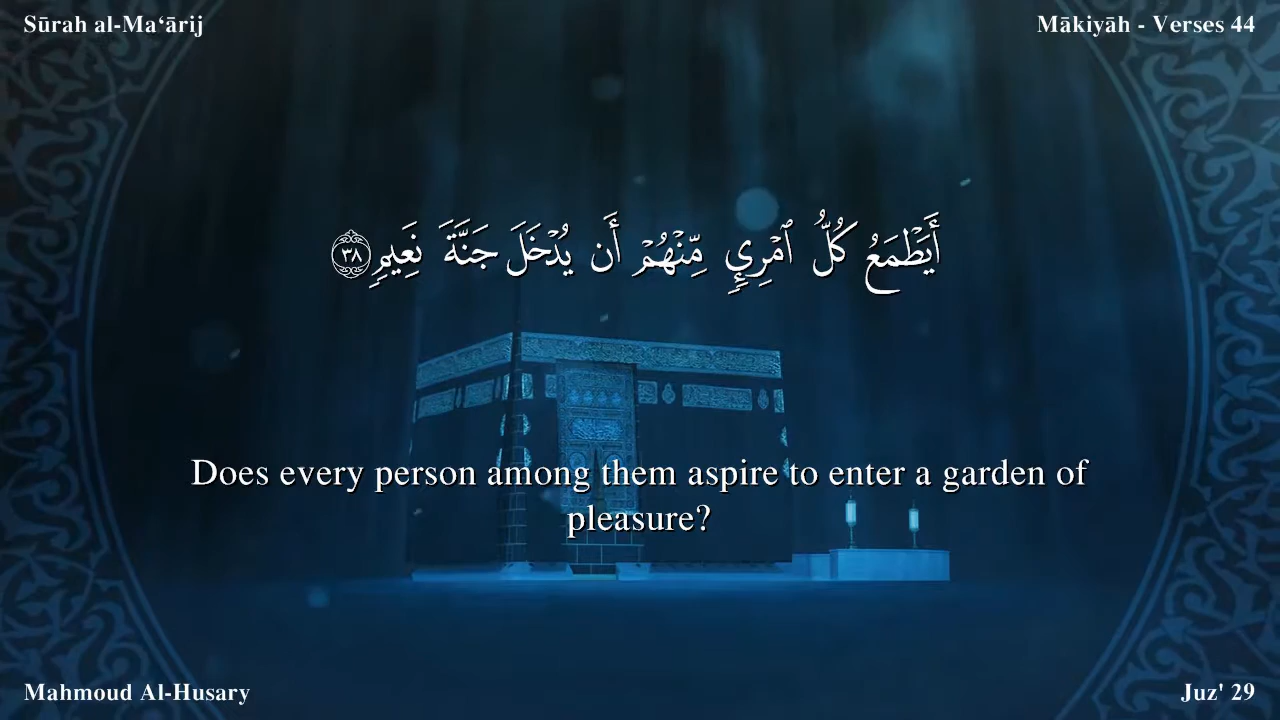 Sūrah al-Ma‘ārij
Mākiyāh - Verses 44
أَيَطْمَعُ كُلُّ ٱمْرِئٍ مِّنْهُمْ أَن يُدْخَلَ جَنَّةَ نَعِيمٍ ٣٨
Does every person among them aspire to enter a garden of
pleasure?
Mahmoud Al-Husary
Juz' 29